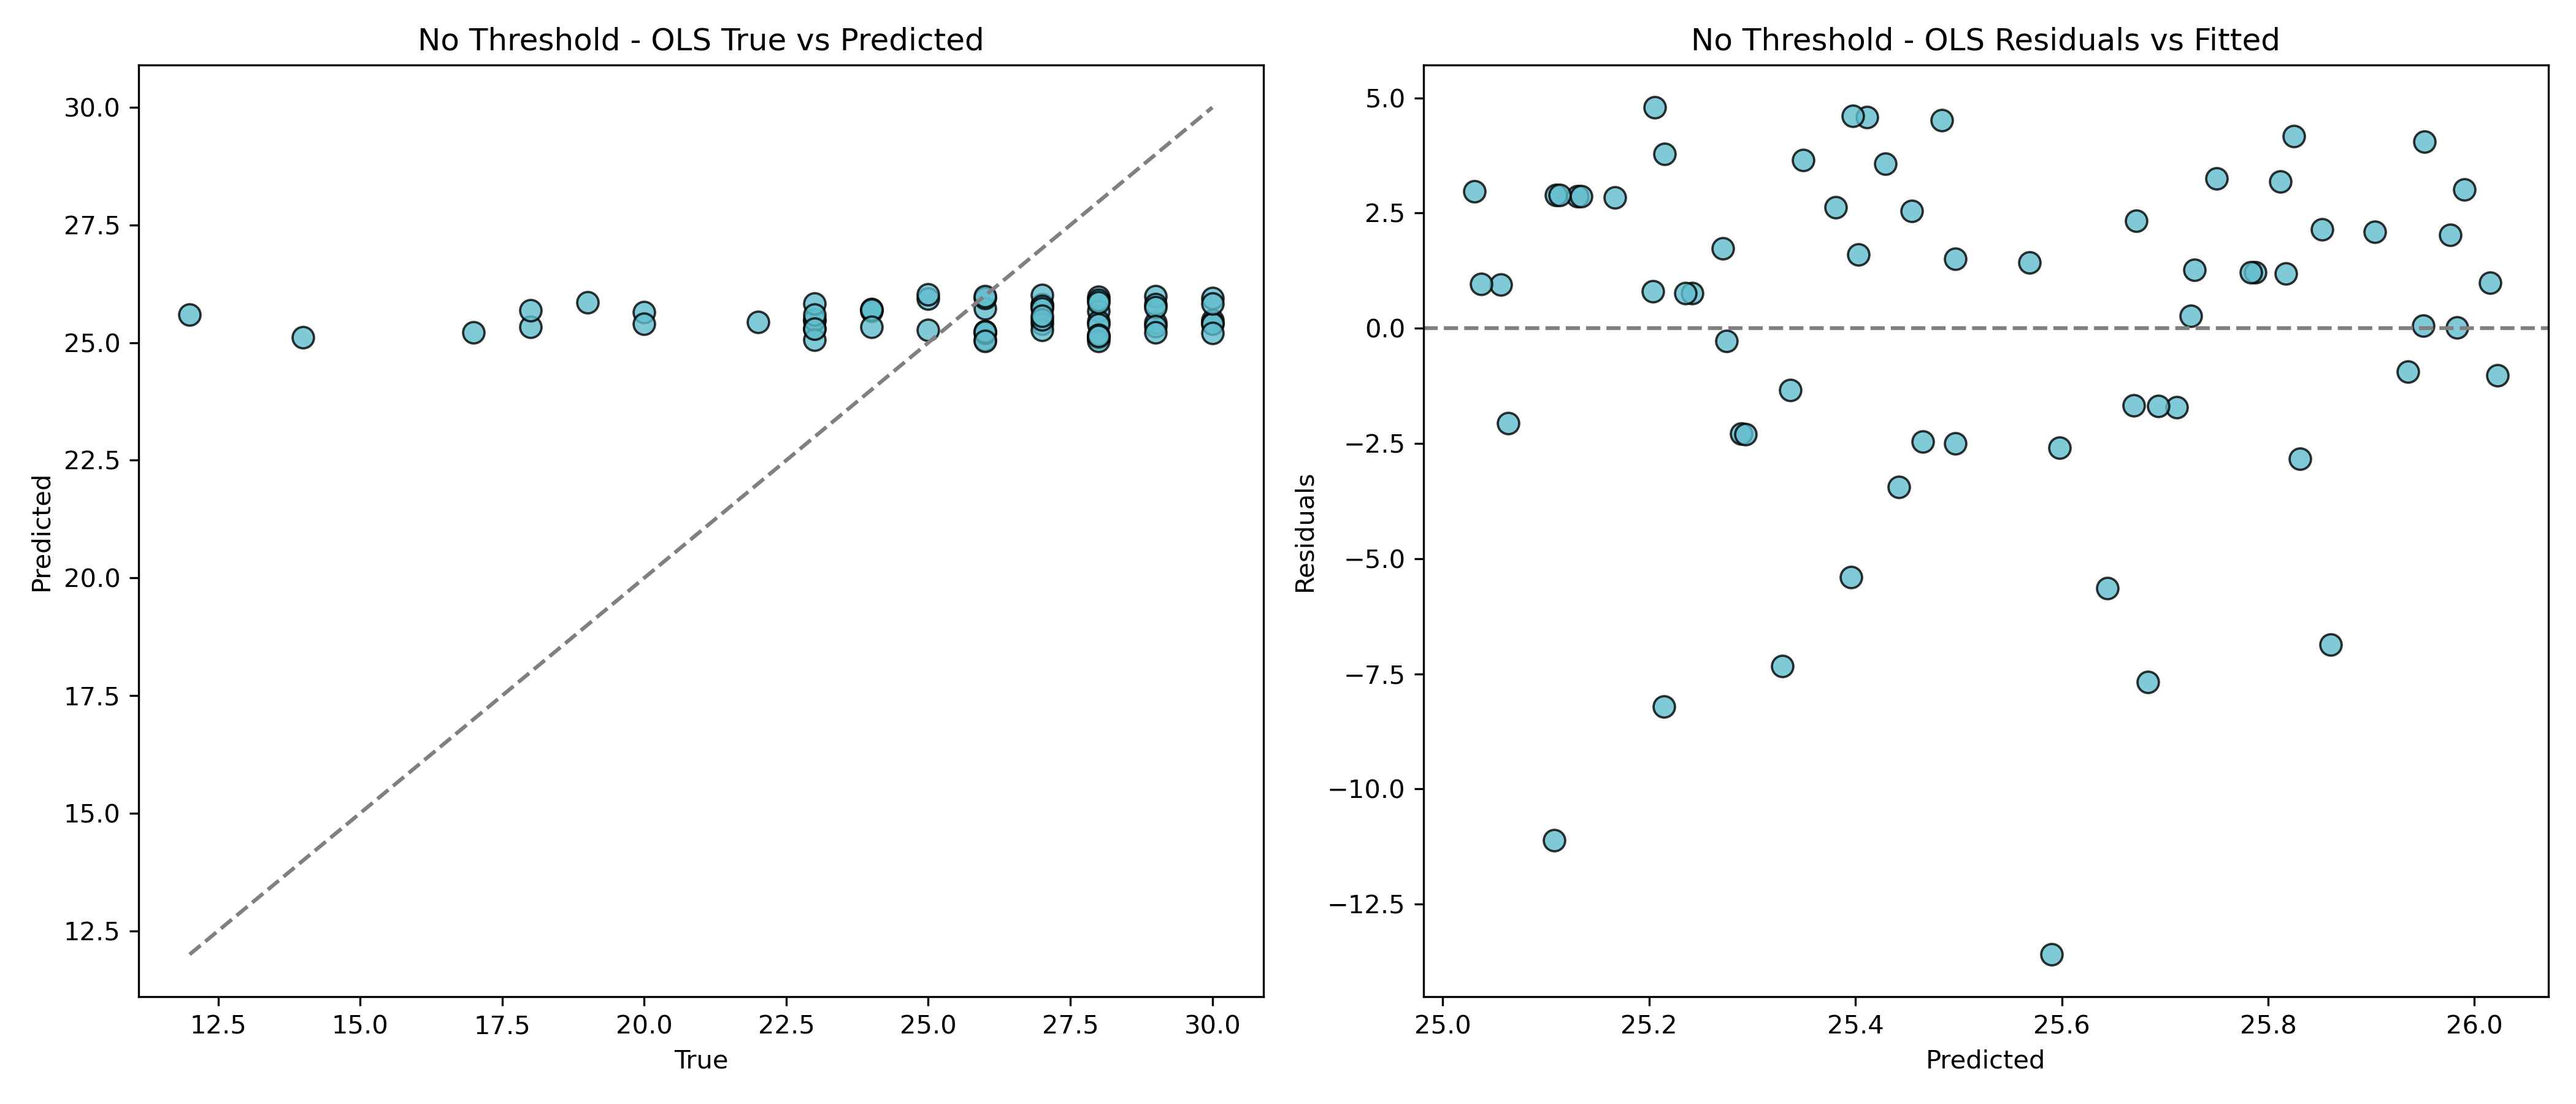 No Threshold - OLS True vs Predicted
30.0
27.5
25.0
22.5
20.0
17.5
15.0
12.5
Predicted
12.5 15.0 17.5 20.0 22.5 25.0 27.5 30.0
True
No Threshold - OLS Residuals vs Fitted
5.0
2.5
0.0
−2.5
−5.0
−7.5
−10.0
−12.5
Residuals
25.0 25.2 25.4 25.6 25.8 26.0
Predicted